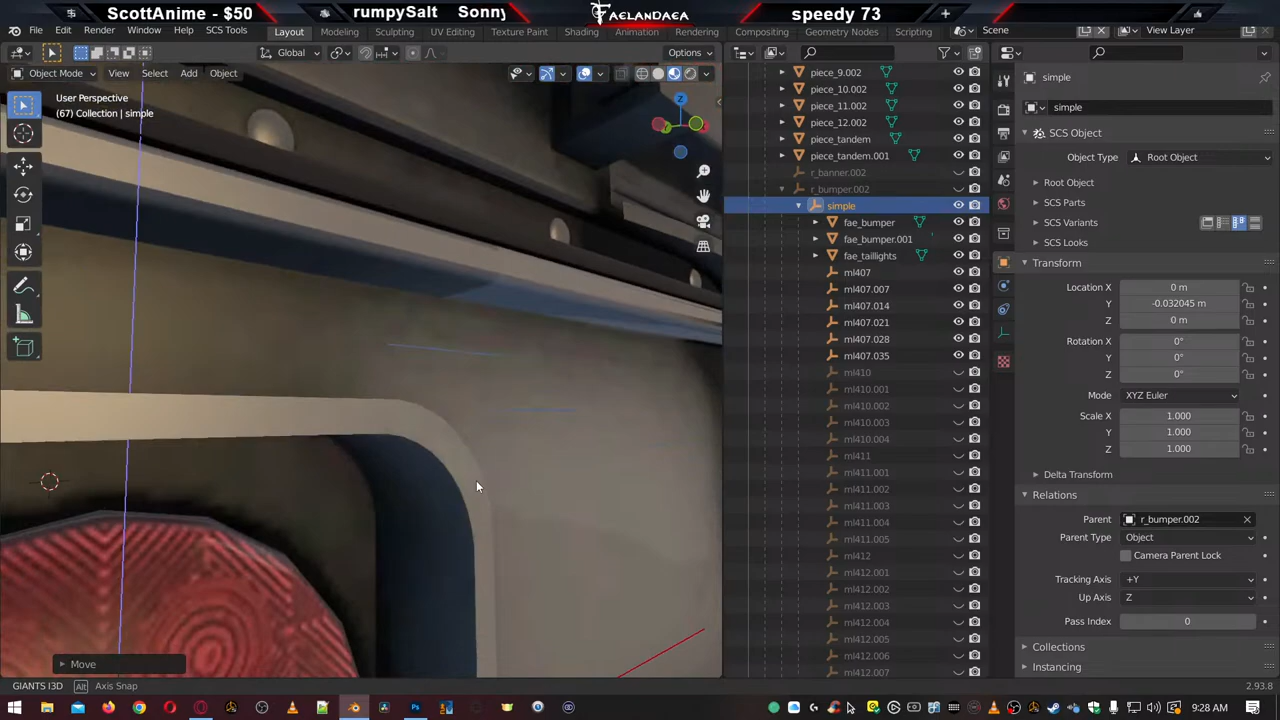 ScottAnime - $50
rumpySalt Sonny
FAELANDAEA
speedy 73
File Edit Render Window Help SCS Tools
Layout Modeling Sculpting UV Editing Texture Paint Shading Animation Rendering Compositing Geometry Nodes Scripting
Scene
View Layer
Global
Options
Object Mode View Select Add Object
User Perspective
(67) Collection | simple
Z
Move
piece_9.002
piece_10.002
piece_11.002
piece_12.002
piece_tandem
piece_tandem.001
r_banner.002
r_bumper.002
simple
fae_bumper
fae_bumper.001
fae_taillights
ml407
ml407.007
ml407.014
ml407.021
ml407.028
ml407.035
ml410
ml410.001
ml410.002
ml410.003
ml410.004
ml411
ml411.001
ml411.002
ml411.003
ml411.004
ml411.005
ml412
ml412.001
ml412.002
ml412.003
ml412.004
ml412.005
ml412.006
ml412.007
simple
simple
SCS Object
Object Type Root Object
Root Object
SCS Parts
SCS Variants
SCS Looks
Transform
Location X 0 m
Y -0.032045 m
Z 0 m
Rotation X 0°
Y 0°
Z 0°
Mode XYZ Euler
Scale X 1.000
Y 1.000
Z 1.000
Delta Transform
Relations
Parent r_bumper.002
Parent Type Object
Camera Parent Lock
Tracking Axis +Y
Up Axis Z
Pass Index 0
Collections
Instancing
GIANTS I3D Alt Axis Snap
2.93.8
9:28 AM